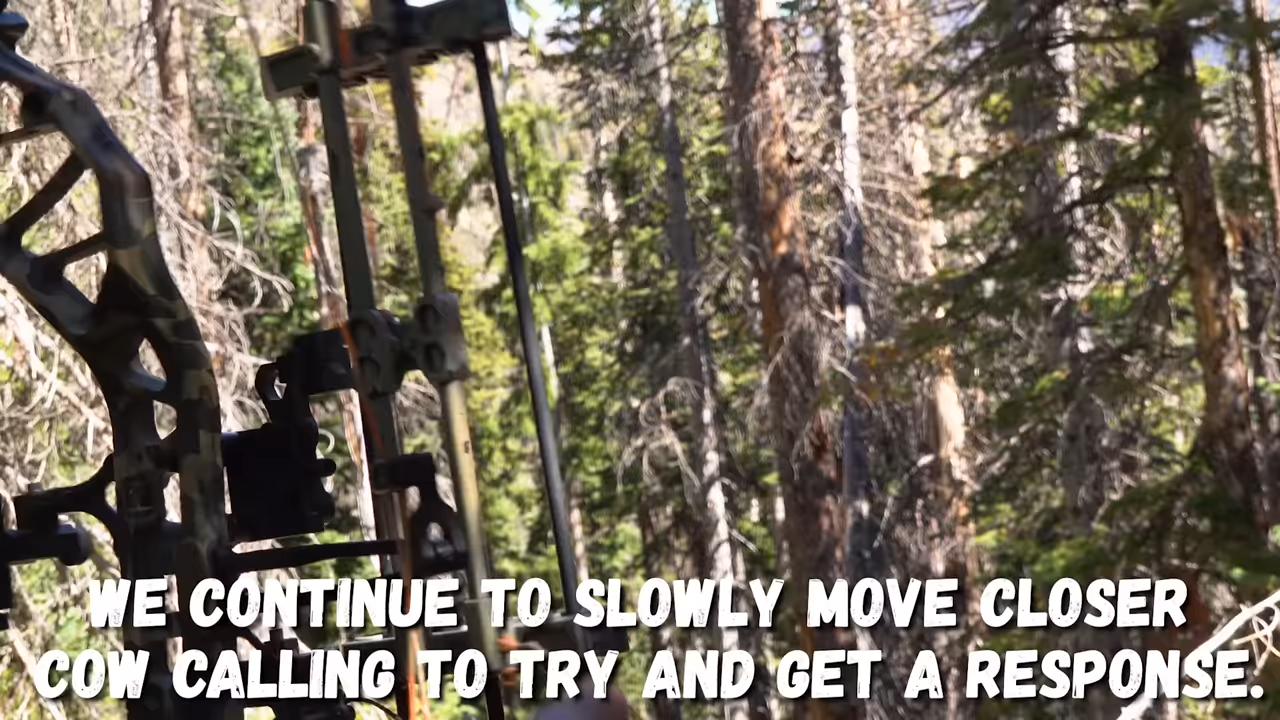 WE CONTINUE TO SLOWLY MOVE CLOSER
COW CALLING TO TRY AND GET A RESPONSE.